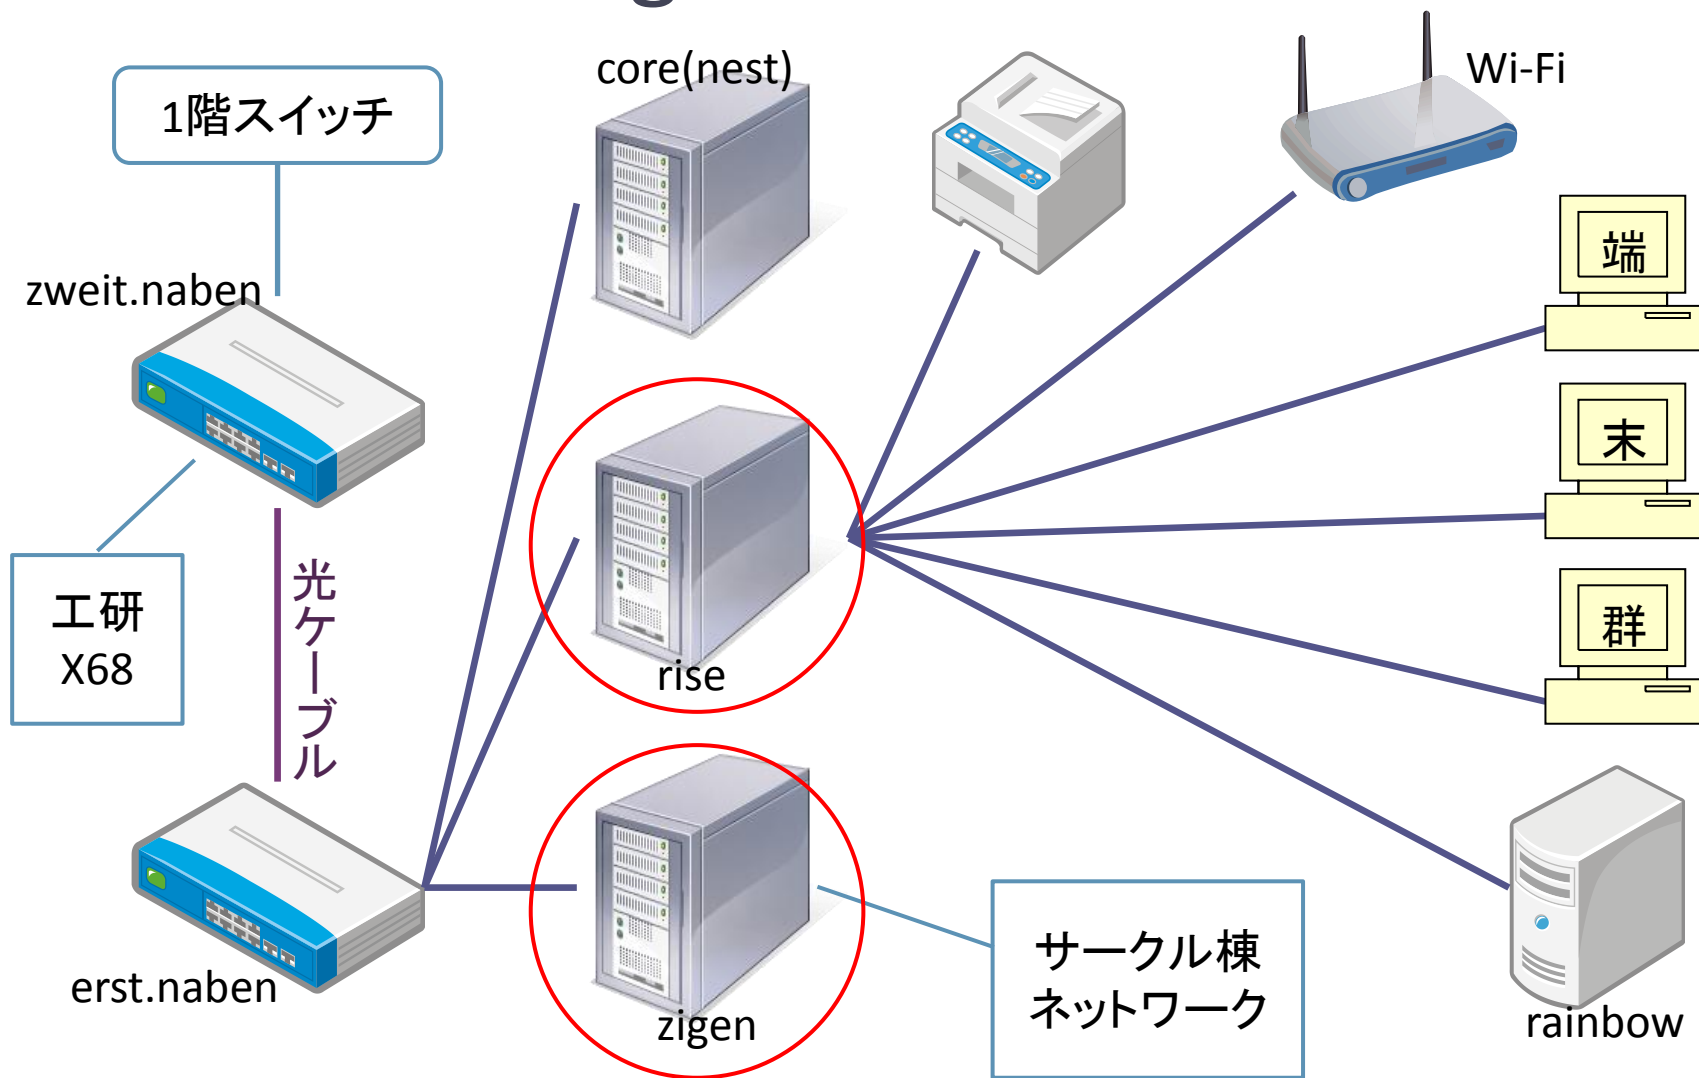 core(nest)
Wi-Fi
1階スイッチ
端
zweit.naben
末
光ケーブル
工研
X68
群
rise
サークル棟
ネットワーク
erst.naben
zigen
rainbow